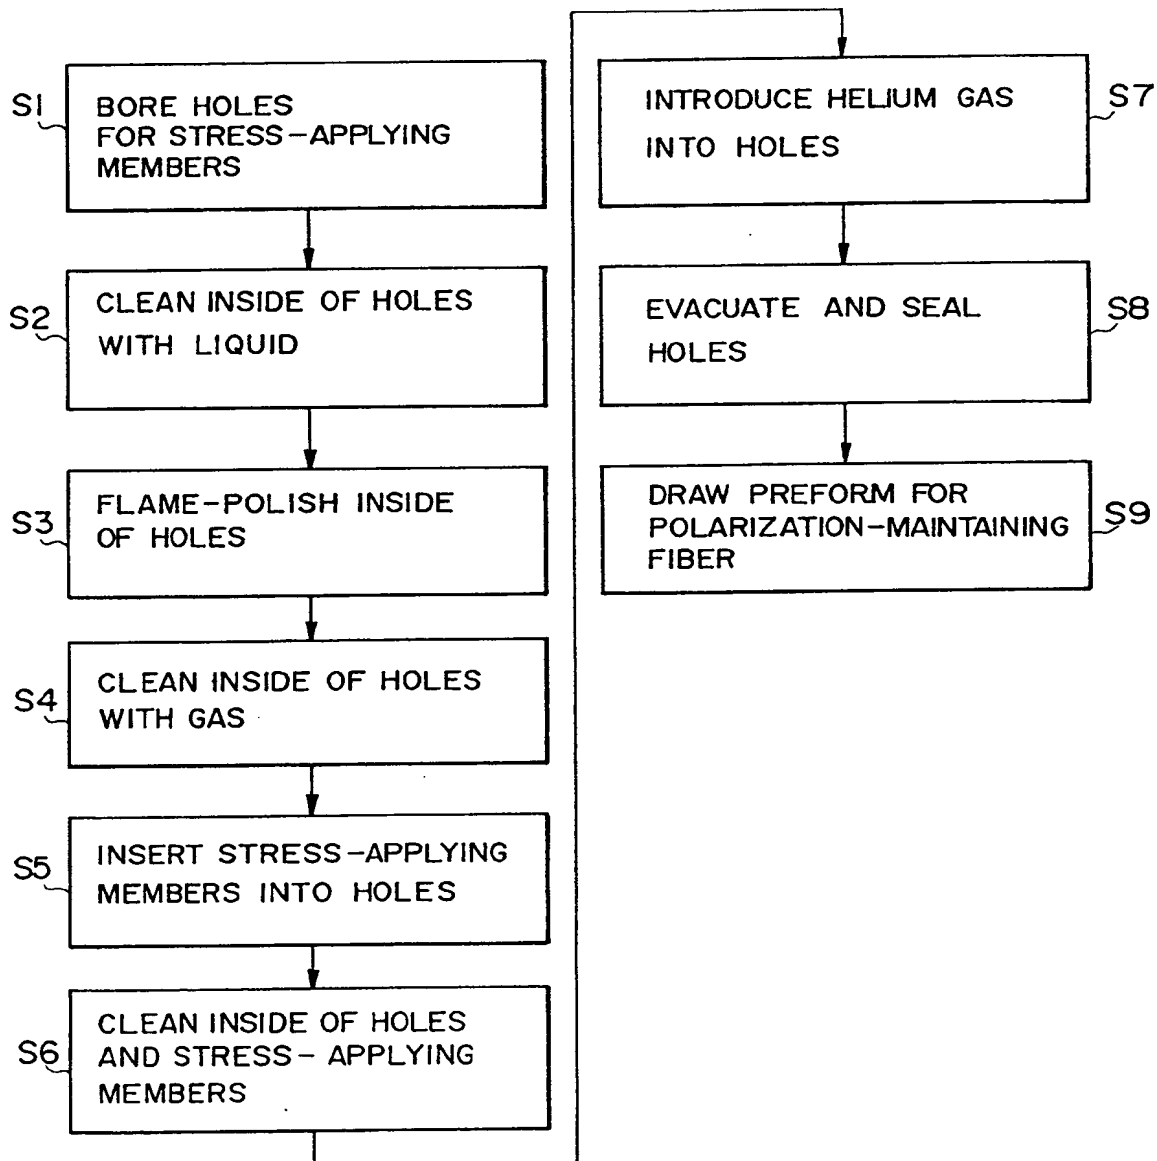 S1
BORE HOLES
FOR STRESS-APPLYING
MEMBERS
S2
CLEAN INSIDE OF HOLES
WITH LIQUID
S3
FLAME-POLISH INSIDE
OF HOLES
S4
CLEAN INSIDE OF HOLES
WITH GAS
S5
INSERT STRESS-APPLYING
MEMBERS INTO HOLES
S6
CLEAN INSIDE OF HOLES
AND STRESS- APPLYING
MEMBERS
S7
INTRODUCE HELIUM GAS
INTO HOLES
S8
EVACUATE AND SEAL
HOLES
S9
DRAW PREFORM FOR
POLARIZATION-MAINTAINING
FIBER